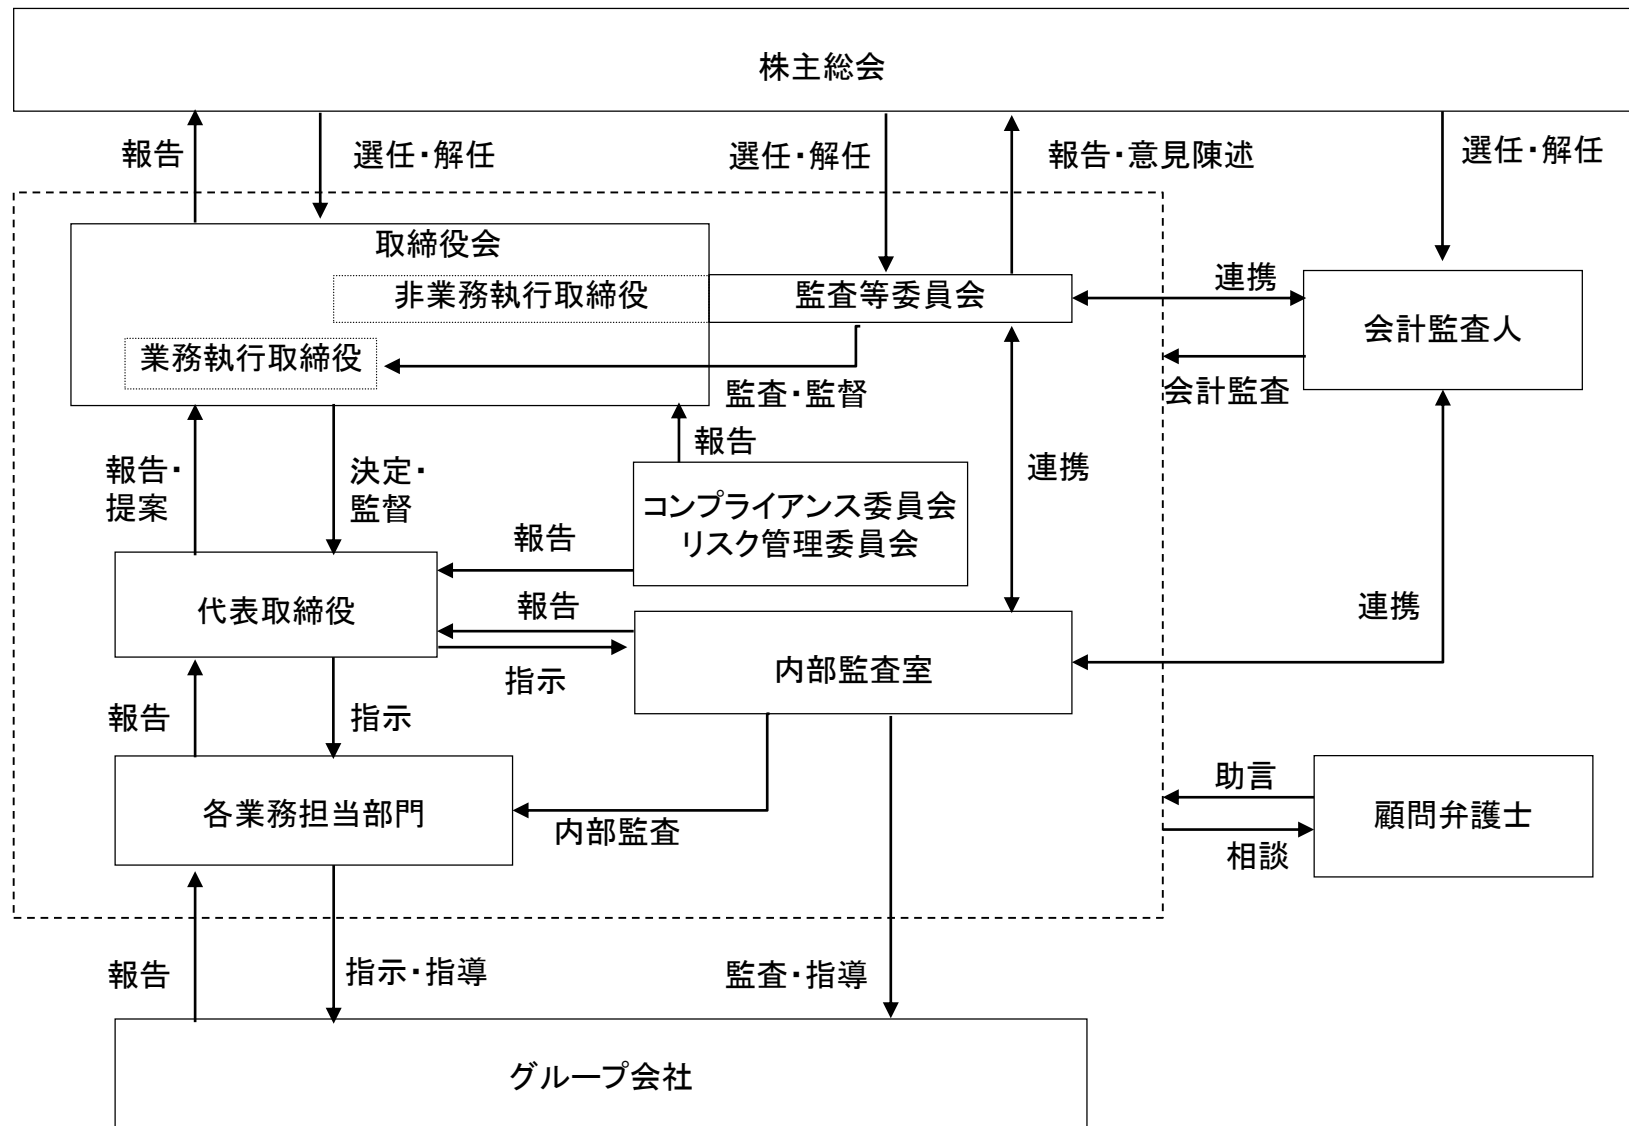 株主総会
報告
選任・解任
選任・解任
報告・意見陳述
選任・解任
取締役会
非業務執行取締役
監査等委員会
連携
会計監査人
業務執行取締役
監査・監督
会計監査
報告・
提案
決定・
監督
報告
連携
コンプライアンス委員会
リスク管理委員会
報告
代表取締役
報告
指示
内部監査室
連携
報告
指示
各業務担当部門
内部監査
助言
相談
顧問弁護士
報告
指示・指導
監査・指導
グループ会社